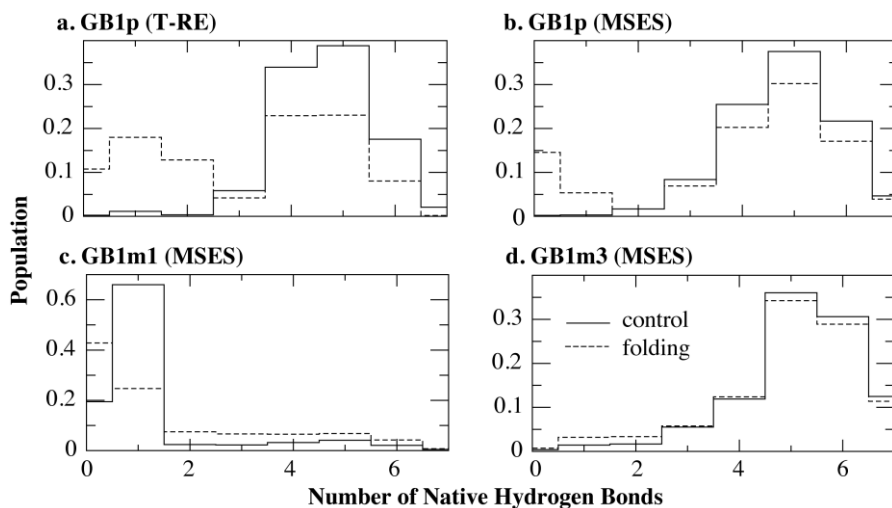 a. GB1p (T-RE)
b. GB1p (MSES)
0.3
0.2
0.1
0
0.3
0.2
0.1
0
c. GB1m1 (MSES)
d. GB1m3 (MSES)
0.6
0.4
0.2
0
0.3
0.2
0.1
0
control
folding
0 2 4 6
0 2 4 6
Population
Number of Native Hydrogen Bonds